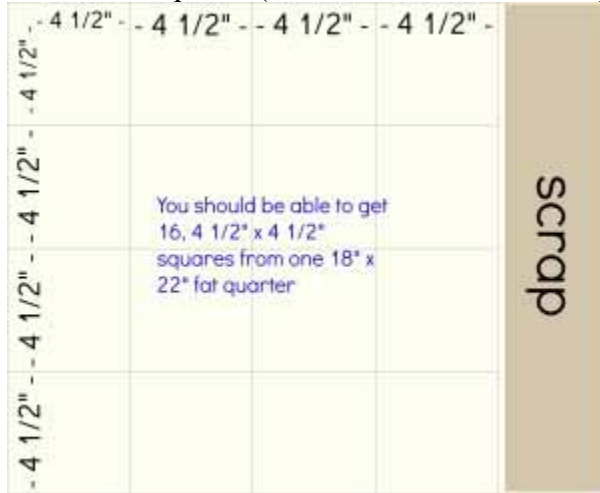 - 4 1/2" - - 4 1/2" - - 4 1/2" - - 4 1/2" -
- 4 1/2" - - 4 1/2" - - 4 1/2" - - 4 1/2" -
You should be able to get
16, 4 1/2" x 4 1/2"
squares from one 18" x
22" fat quarter
scrap